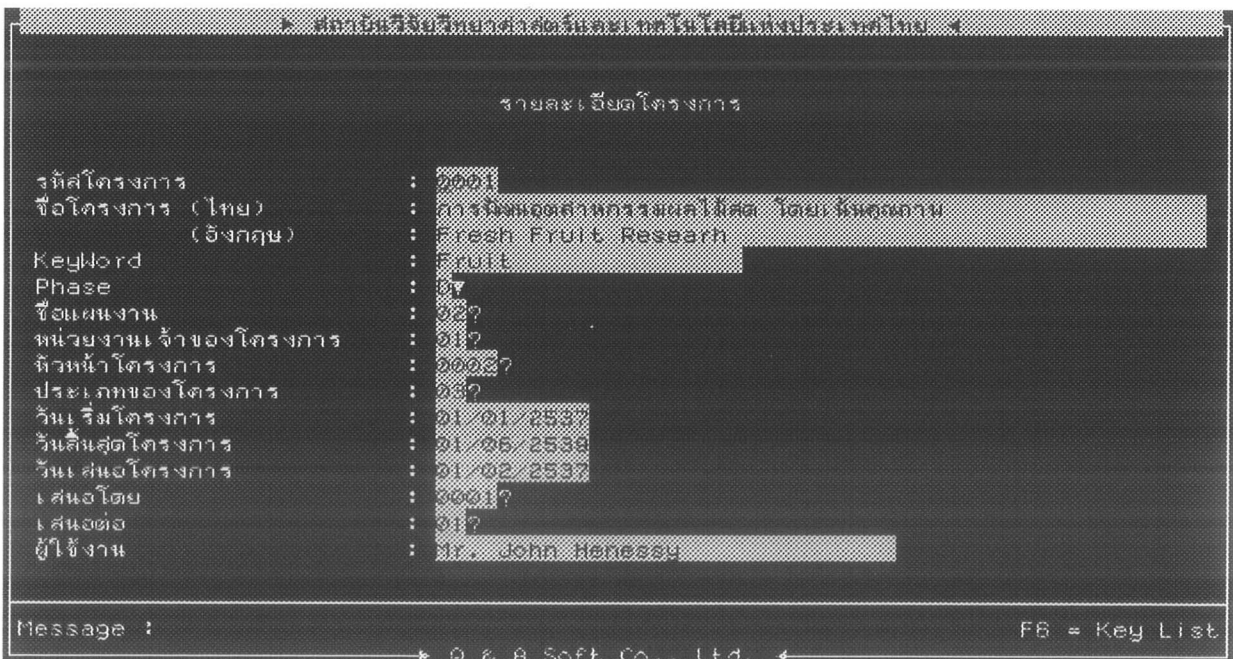 ► สถาบันวิจัยวิทยาศาสตร์และเทคโนโลยีแห่งประเทศไทย ◄
รายละเอียดโครงการ
รหัสโครงการ : 0001
ชื่อโครงการ (ไทย) : การพัฒนอตสาหกรรมผลไม้สด โดยเน้นคุณภาพ
(อังกฤษ) : Fresh Fruit Researh
KeyWord : Fruit
Phase : ▼
ชื่อแผนงาน : 02?
หน่วยงานเจ้าของโครงการ : 01?
หัวหน้าโครงการ : ?
ประเภทของโครงการ : 03?
วันเริ่มโครงการ : 01/01/2537
วันสิ้นสุดโครงการ : 01/06/
วันเสนอโครงการ : 01/02/2537
เสนอโดย : 0001?
เสนอต่อ : 01?
ผู้ใช้งาน : Mr. John Henessy
Message :
F6 = Key List
► Q & A Soft Co., Ltd. ◄